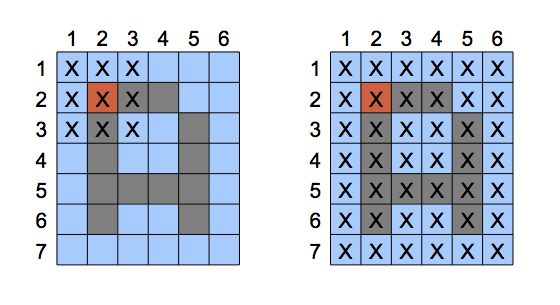 1 2 3 4 5 6 1 2 3 4 5 6
1 X X X 1 X X X X X X
2 X X X 2 X X X X X X
3 X X X 3 X X X X X X
4 4 X X X X X X
5 5 X X X X X X
6 6 X X X X X X
7 7 X X X X X X